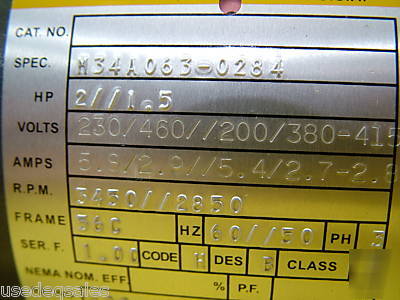 CAT. NO.
SPEC. M34A063-0284
HP 2//1.5
VOLTS 230/460//200/380-415
AMPS 5.8/2.9//5.4/2.7-2.8
R.P.M. 3450//2850
FRAME 56C HZ 60//50 PH 3
SER. F. 1.00 CODE H DES B CLASS
NEMA NOM. EFF. % P.F.
usedeqsales